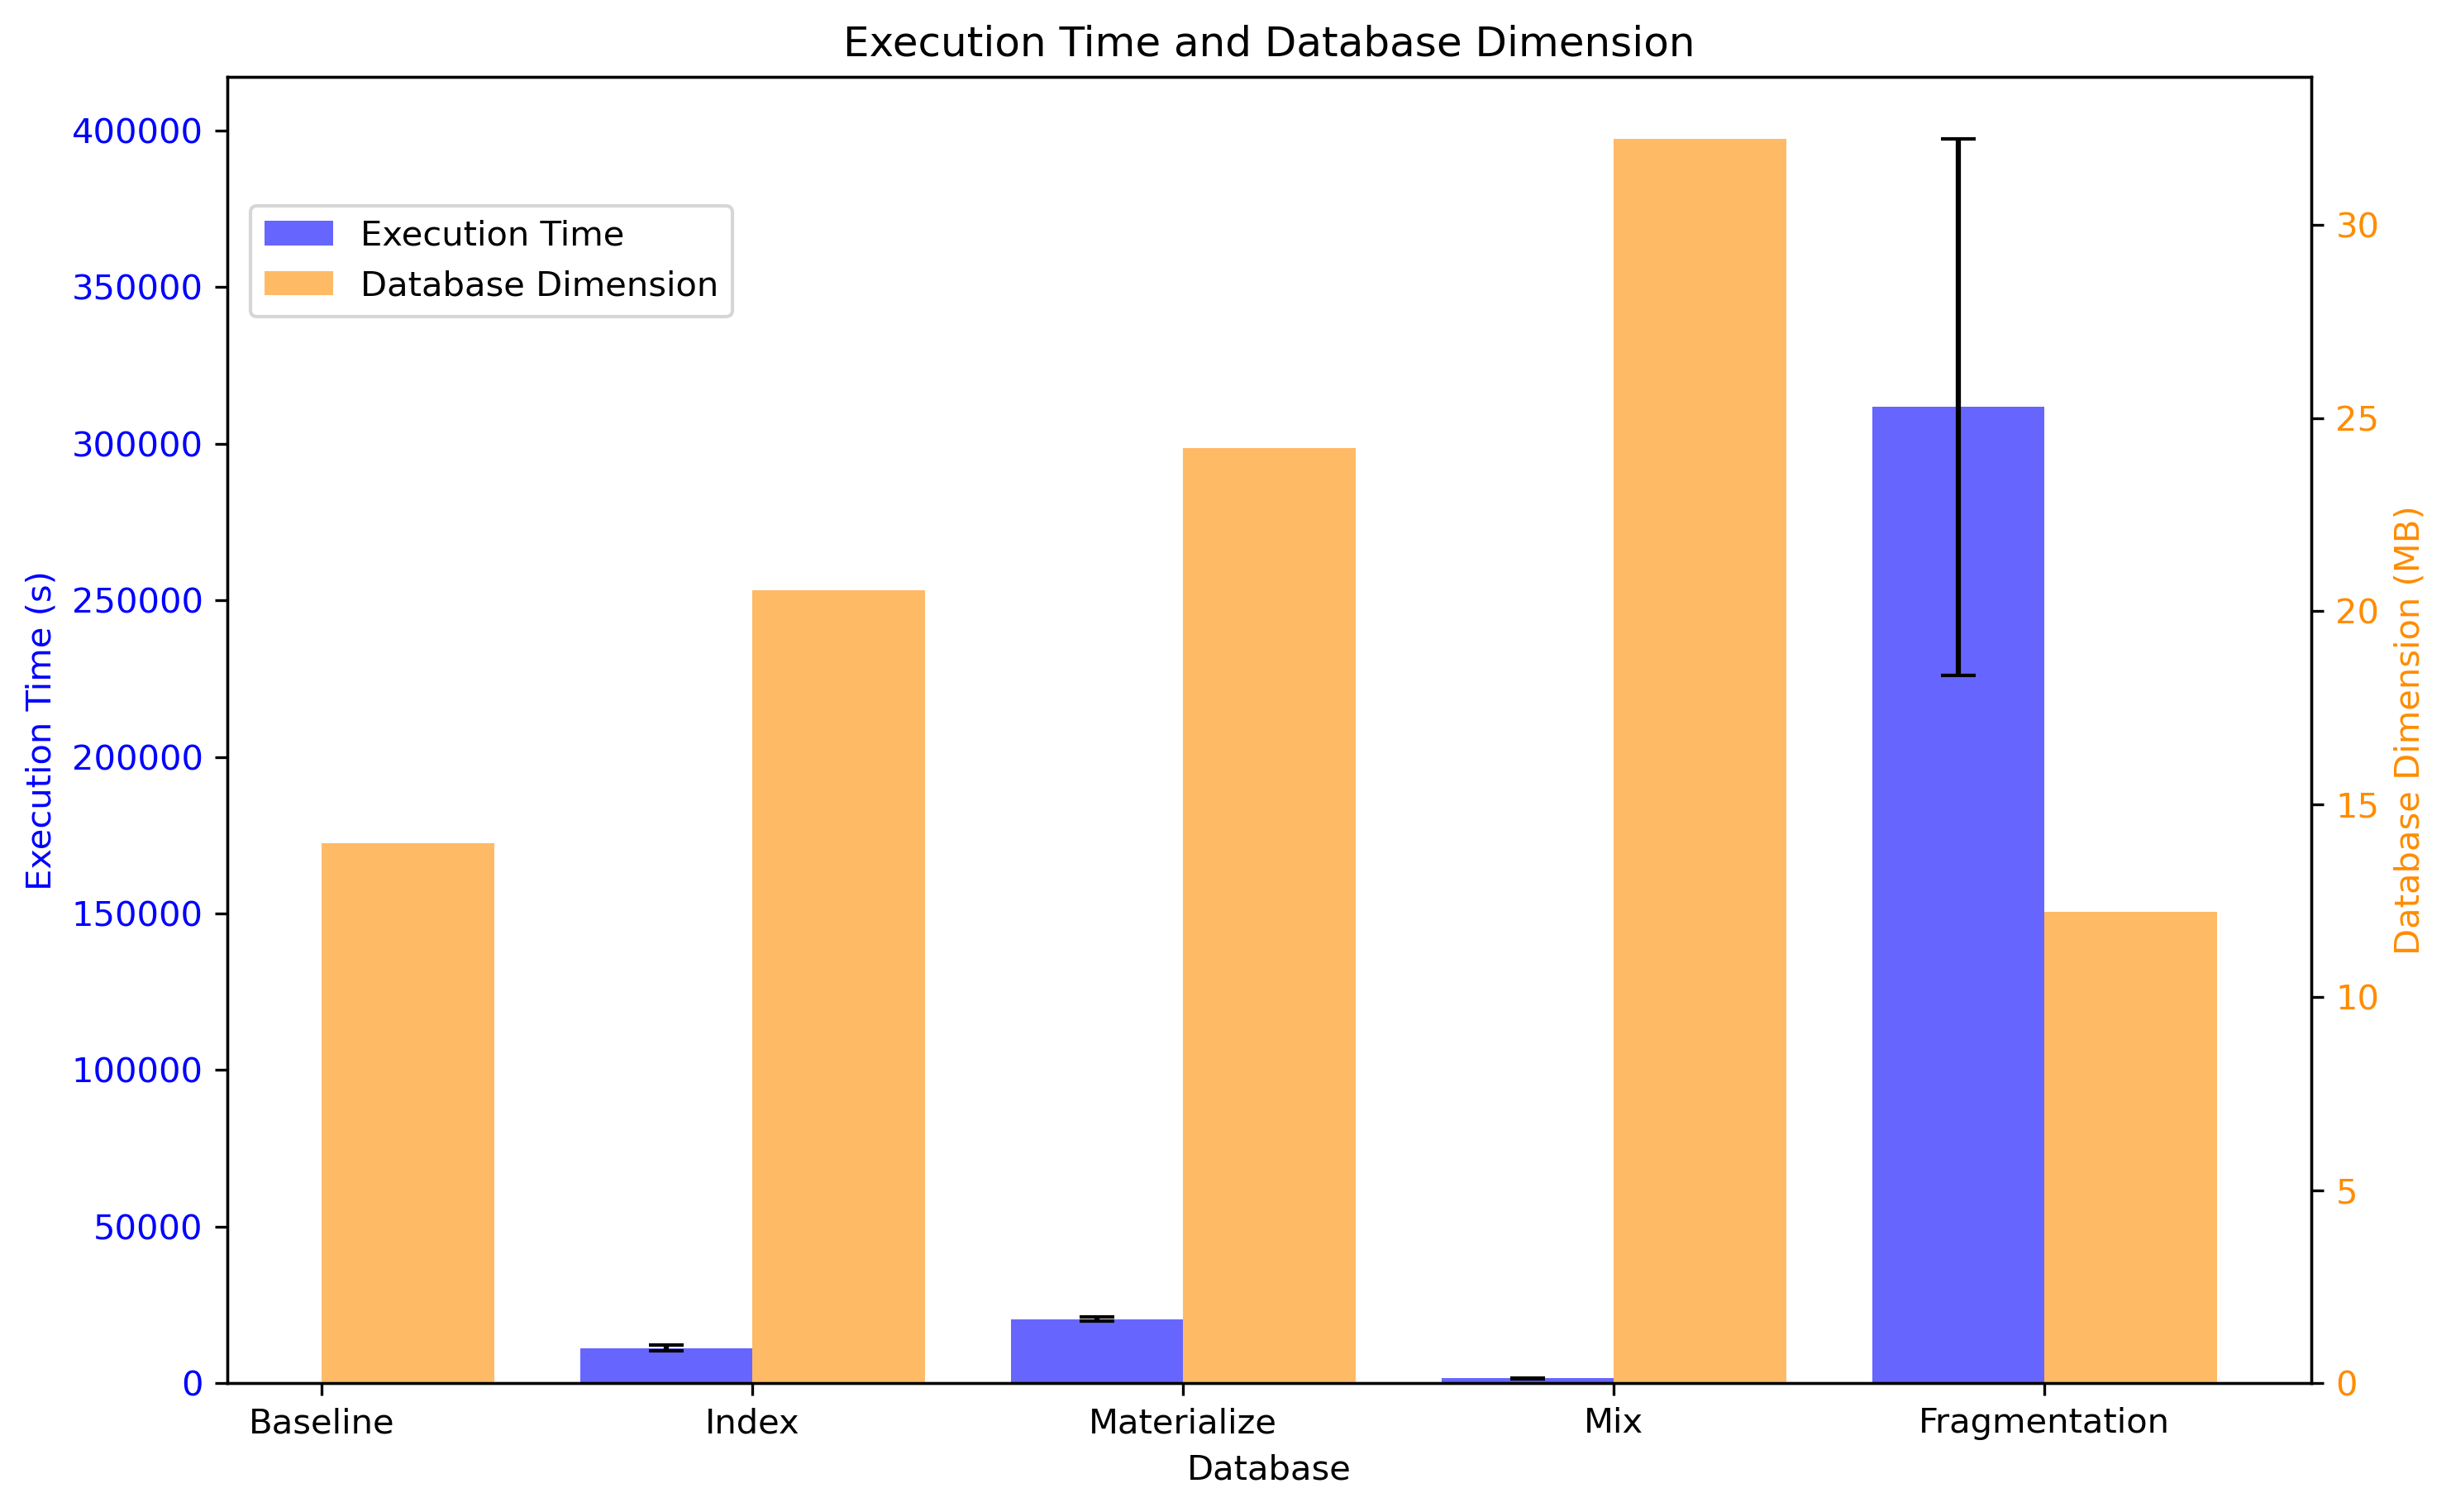 Execution Time and Database Dimension
400000
350000
300000
250000
200000
150000
100000
50000
0
Execution Time (s)
Execution Time
Database Dimension
30
25
20
15
10
5
0
Database Dimension (MB)
Baseline
Index
Materialize
Mix
Fragmentation
Database